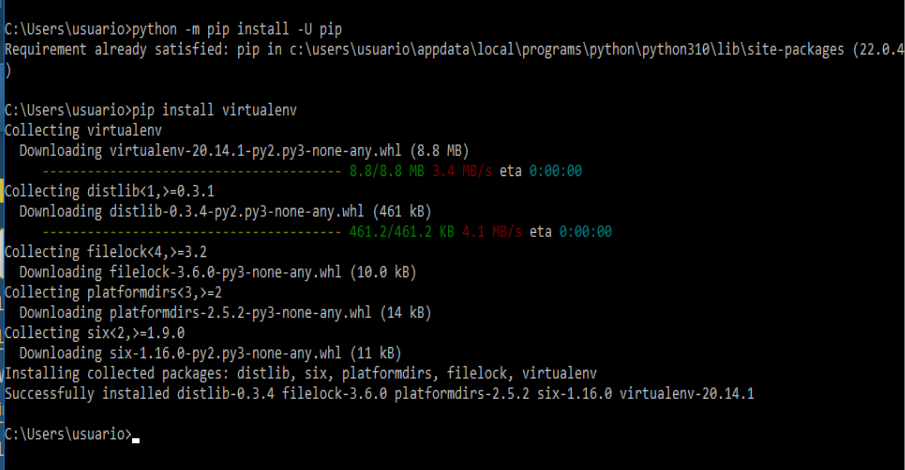 C:\Users\usuario>python -m pip install -U pip
Requirement already satisfied: pip in c:\users\usuario\appdata\local\programs\python\python310\lib\site-packages (22.0.4
)
C:\Users\usuario>pip install virtualenv
Collecting virtualenv
  Downloading virtualenv-20.14.1-py2.py3-none-any.whl (8.8 MB)
     ---------------------------------------- 8.8/8.8 MB 3.4 MB/s eta 0:00:00
Collecting distlib<1,>=0.3.1
  Downloading distlib-0.3.4-py2.py3-none-any.whl (461 kB)
     ---------------------------------------- 461.2/461.2 KB 4.1 MB/s eta 0:00:00
Collecting filelock<4,>=3.2
  Downloading filelock-3.6.0-py3-none-any.whl (10.0 kB)
Collecting platformdirs<3,>=2
  Downloading platformdirs-2.5.2-py3-none-any.whl (14 kB)
Collecting six<2,>=1.9.0
  Downloading six-1.16.0-py2.py3-none-any.whl (11 kB)
Installing collected packages: distlib, six, platformdirs, filelock, virtualenv
Successfully installed distlib-0.3.4 filelock-3.6.0 platformdirs-2.5.2 six-1.16.0 virtualenv-20.14.1
C:\Users\usuario>